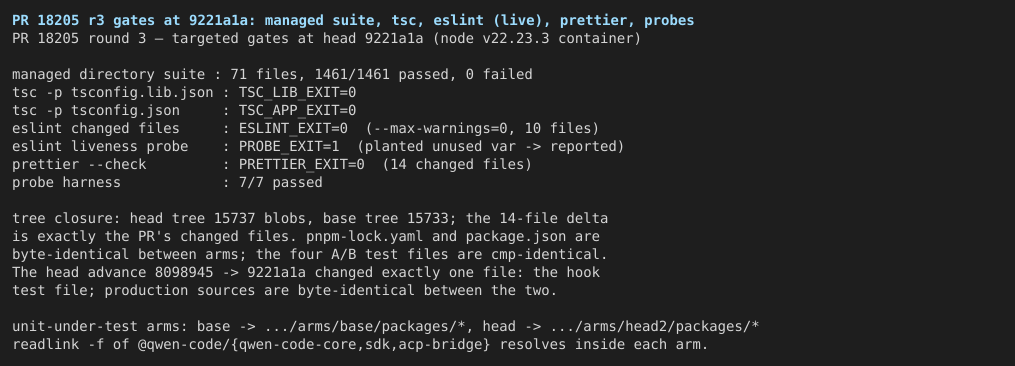 PR 18205 r3 gates at 9221a1a: managed suite, tsc, eslint (live), prettier, probes
PR 18205 round 3 — targeted gates at head 9221a1a (node v22.23.3 container)
managed directory suite : 71 files, 1461/1461 passed, 0 failed
tsc -p tsconfig.lib.json : TSC_LIB_EXIT=0
tsc -p tsconfig.json     : TSC_APP_EXIT=0
eslint changed files     : ESLINT_EXIT=0  (--max-warnings=0, 10 files)
eslint liveness probe    : PROBE_EXIT=1  (planted unused var -> reported)
prettier --check         : PRETTIER_EXIT=0  (14 changed files)
probe harness            : 7/7 passed
tree closure: head tree 15737 blobs, base tree 15733; the 14-file delta
is exactly the PR's changed files. pnpm-lock.yaml and package.json are
byte-identical between arms; the four A/B test files are cmp-identical.
The head advance 8098945 -> 9221a1a changed exactly one file: the hook
test file; production sources are byte-identical between the two.
unit-under-test arms: base -> .../arms/base/packages/*, head -> .../arms/head2/packages/*
readlink -f of @qwen-code/{qwen-code-core,sdk,acp-bridge} resolves inside each arm.